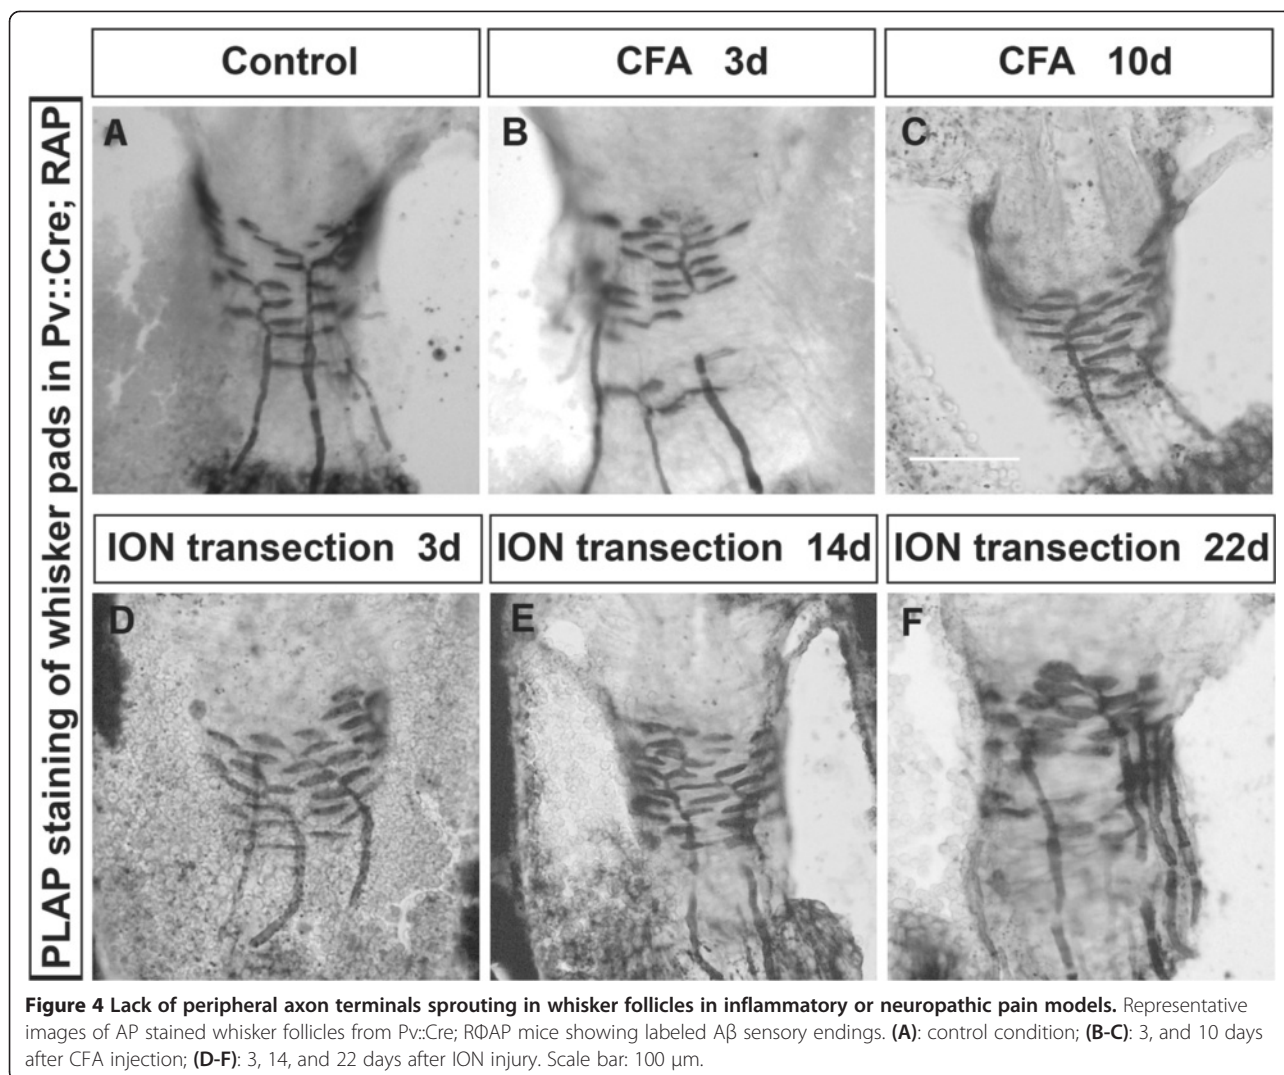 Control
CFA 3d
CFA 10d
PLAP staining of whisker pads in Pv::Cre; RAP
A
B
C
ION transection 3d
ION transection 14d
ION transection 22d
D
E
F
Figure 4 Lack of peripheral axon terminals sprouting in whisker follicles in inflammatory or neuropathic pain models. Representative
images of AP stained whisker follicles from Pv::Cre; RΦAP mice showing labeled Aβ sensory endings. (A): control condition; (B-C): 3, and 10 days
after CFA injection; (D-F): 3, 14, and 22 days after ION injury. Scale bar: 100 μm.